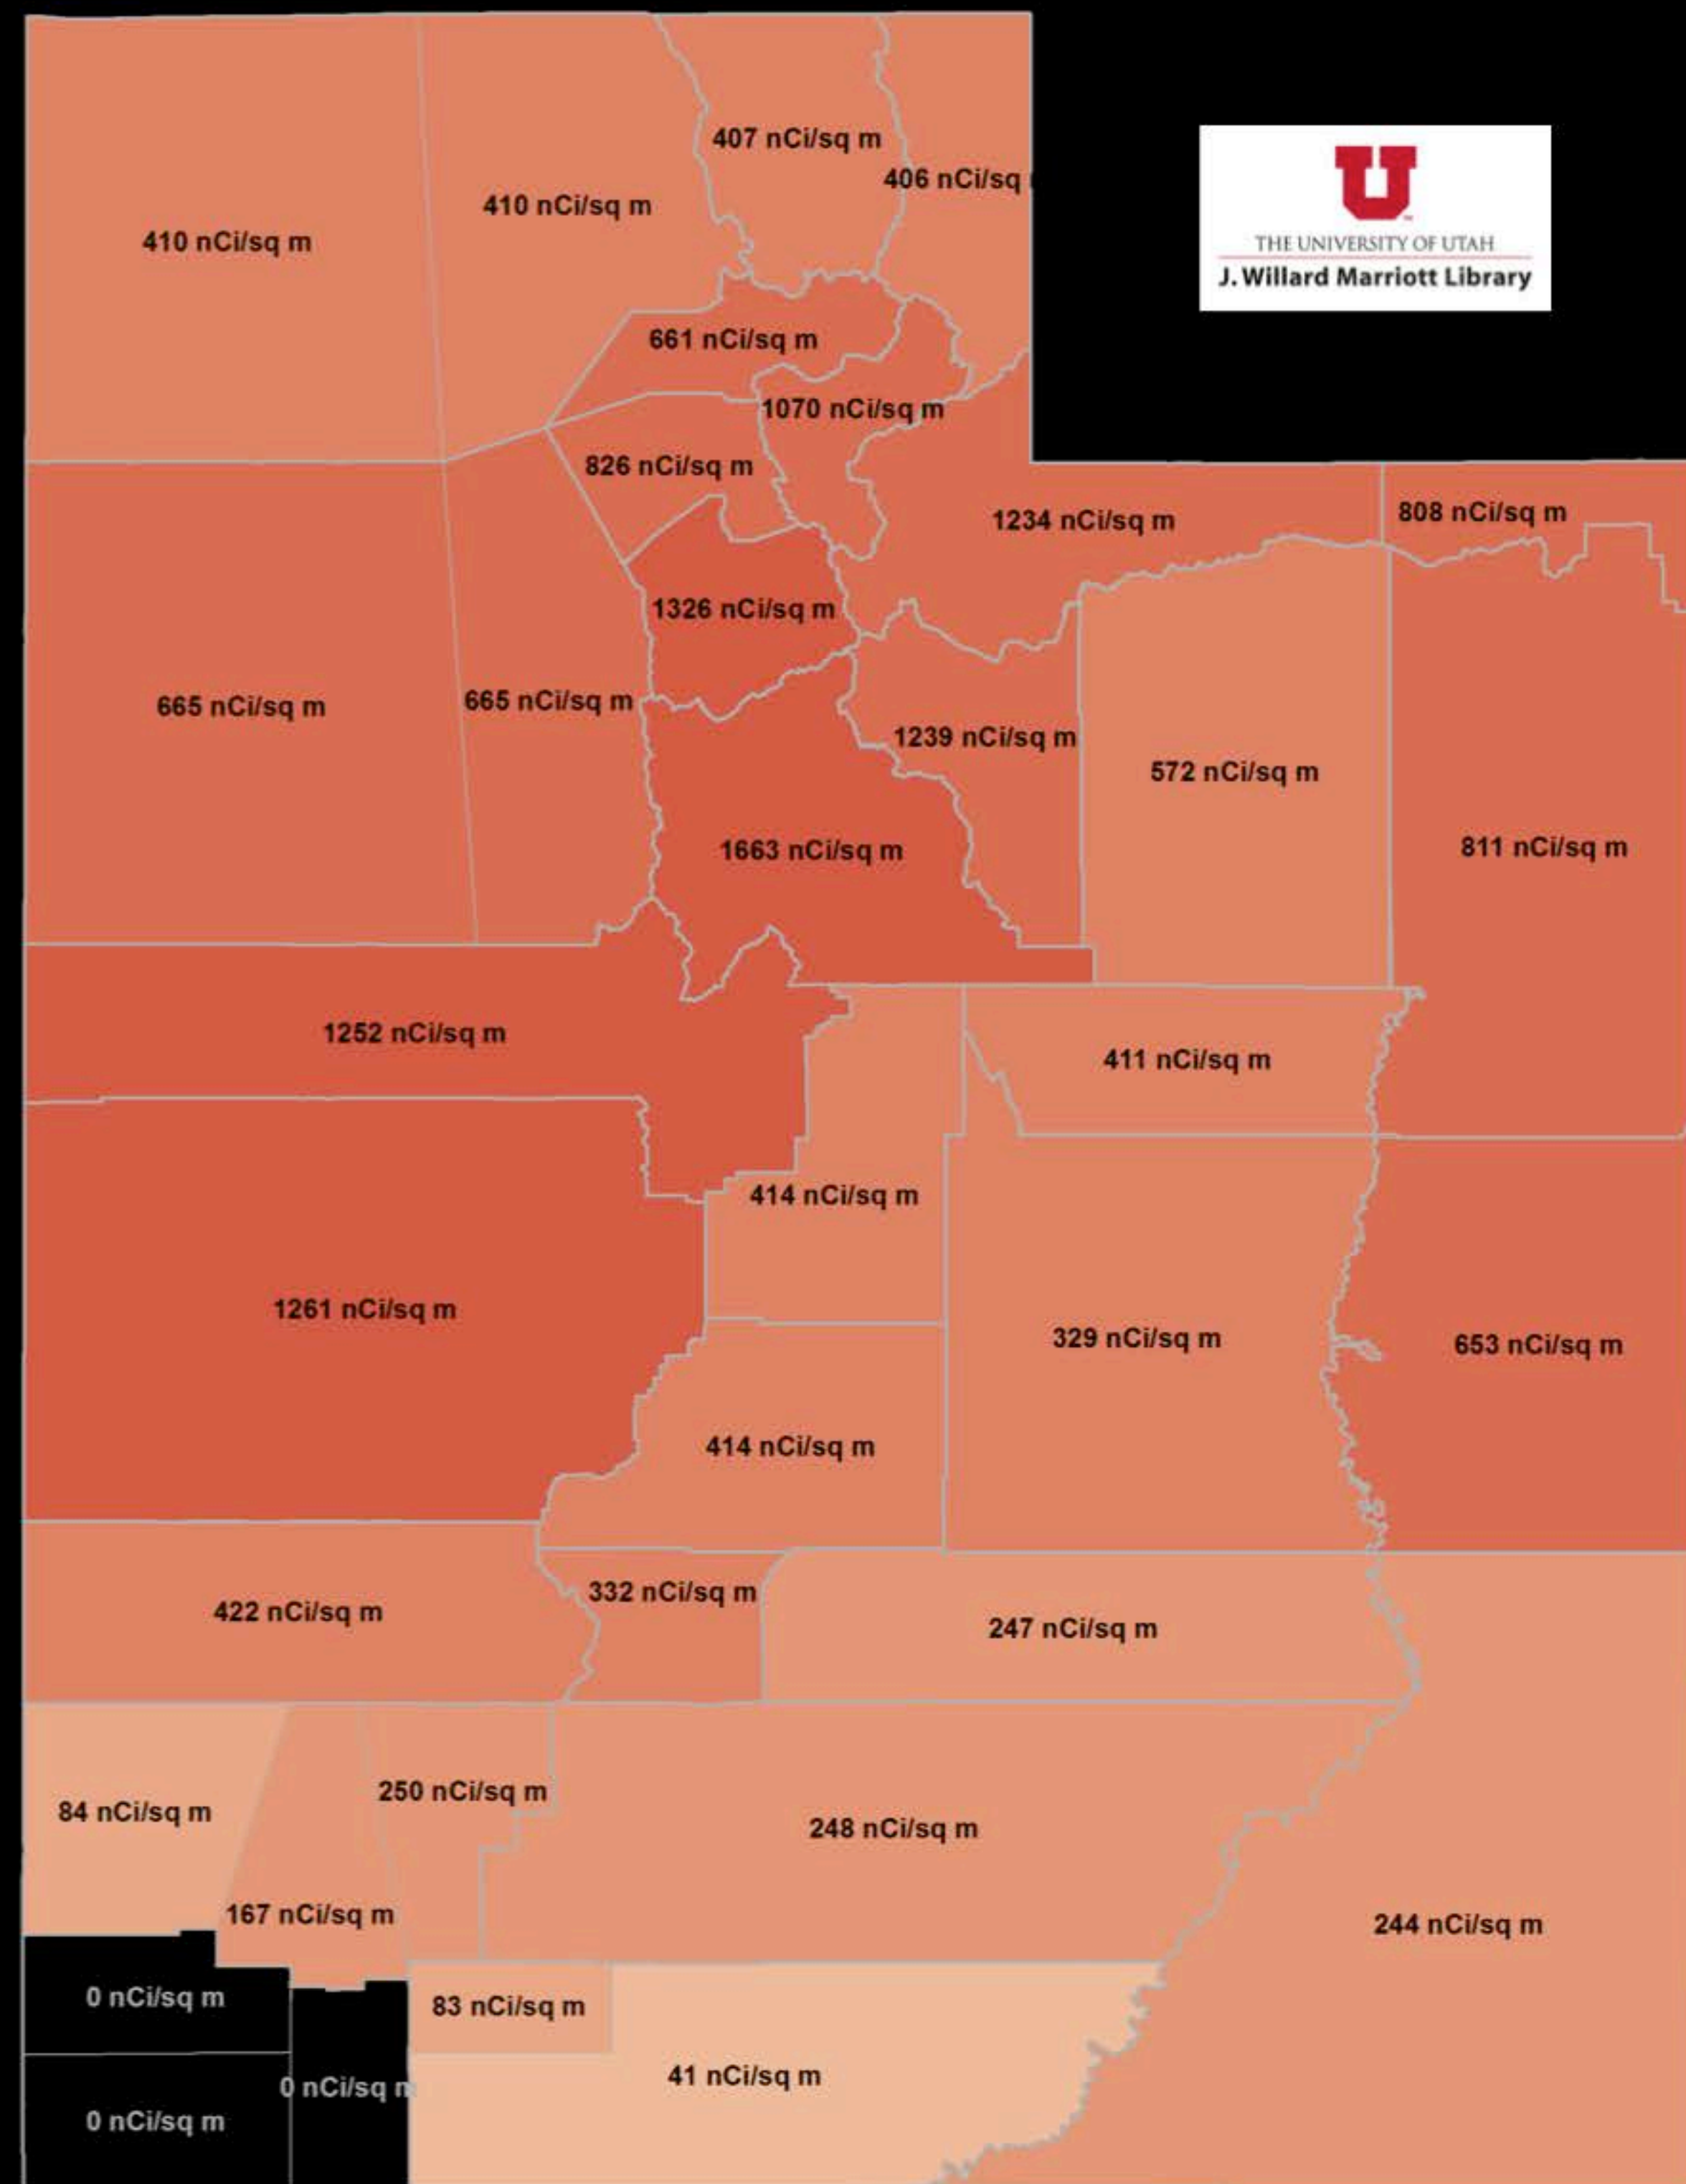 407 nCi/sq m
406 nCi/sq
410 nCi/sq m
410 nCi/sq m
U
THE UNIVERSITY OF UTAH
J. Willard Marriott Library
661 nCi/sq m
1070 nCi/sq m
826 nCi/sq m
1234 nCi/sq m
808 nCi/sq m
1326 nCi/sq m
665 nCi/sq m
665 nCi/sq m
1239 nCi/sq m
572 nCi/sq m
1663 nCi/sq m
811 nCi/sq m
1252 nCi/sq m
411 nCi/sq m
414 nCi/sq m
1261 nCi/sq m
329 nCi/sq m
653 nCi/sq m
414 nCi/sq m
332 nCi/sq m
422 nCi/sq m
247 nCi/sq m
250 nCi/sq m
84 nCi/sq m
248 nCi/sq m
167 nCi/sq m
244 nCi/sq m
0 nCi/sq m
83 nCi/sq m
41 nCi/sq m
0 nCi/sq m
0 nCi/sq m